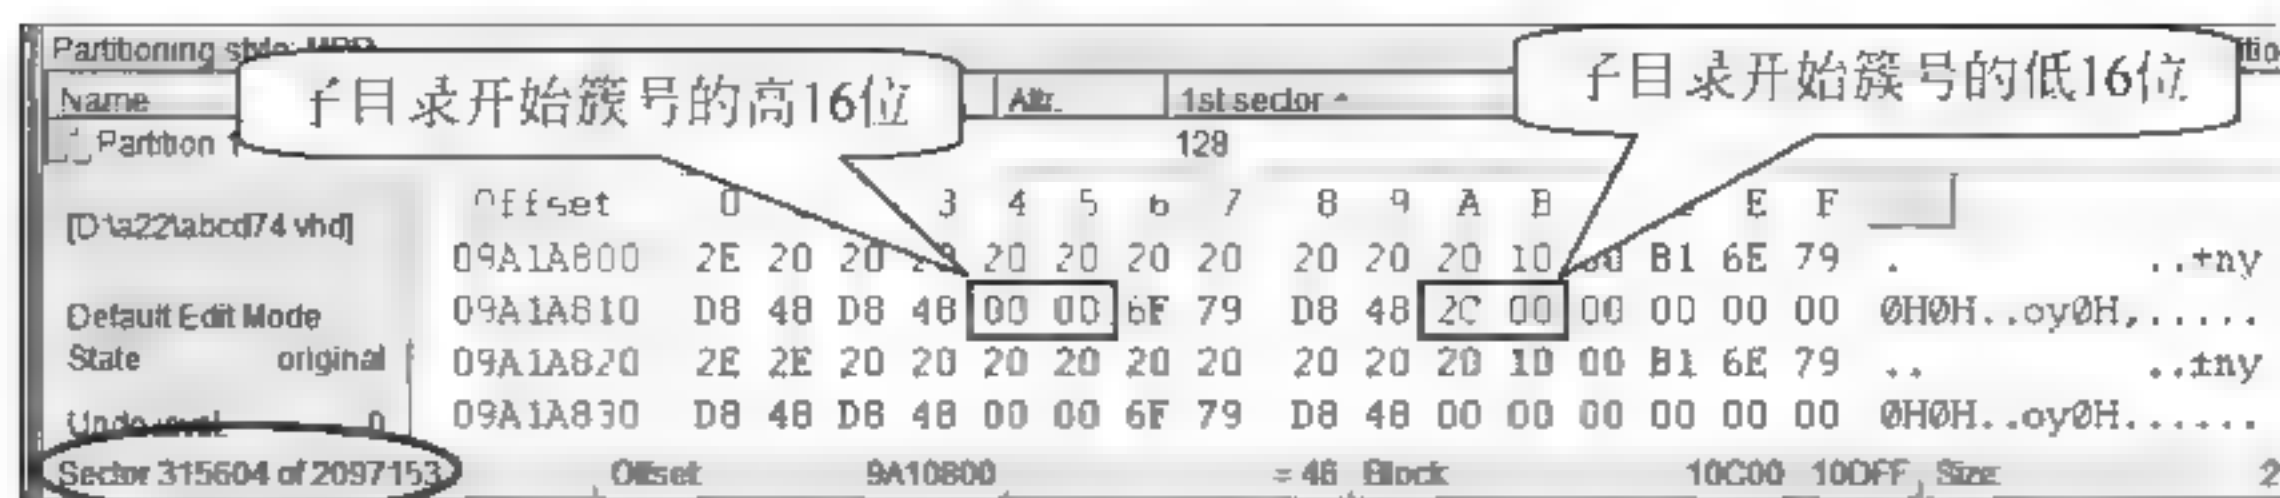 Partitioning style: MBR
子目录开始簇号的高16位
子目录开始簇号的低16位
Name Attr. 1st sector
Partition 1 128
Offset 0 3 4 5 6 7 8 9 A B E F
[D:\a22\abcd74.vhd]
09A1A800 2E 20 20 20 20 20 20 20 20 20 20 10 00 B1 6E 79 . ..±ny
Default Edit Mode
09A1A810 D8 48 D8 48 00 00 6F 79 D8 48 2C 00 00 00 00 00 ØHØH..oyØH,.....
State original
09A1A820 2E 2E 20 20 20 20 20 20 20 20 20 10 00 B1 6E 79 .. ..±ny
Undo level: 0
09A1A830 D8 48 D8 48 00 00 6F 79 D8 48 00 00 00 00 00 00 ØHØH..oyØH......
Sector 315604 of 2097153 Offset: 9A10800 = 46 Block: 10C00 10DFF, Size: 2